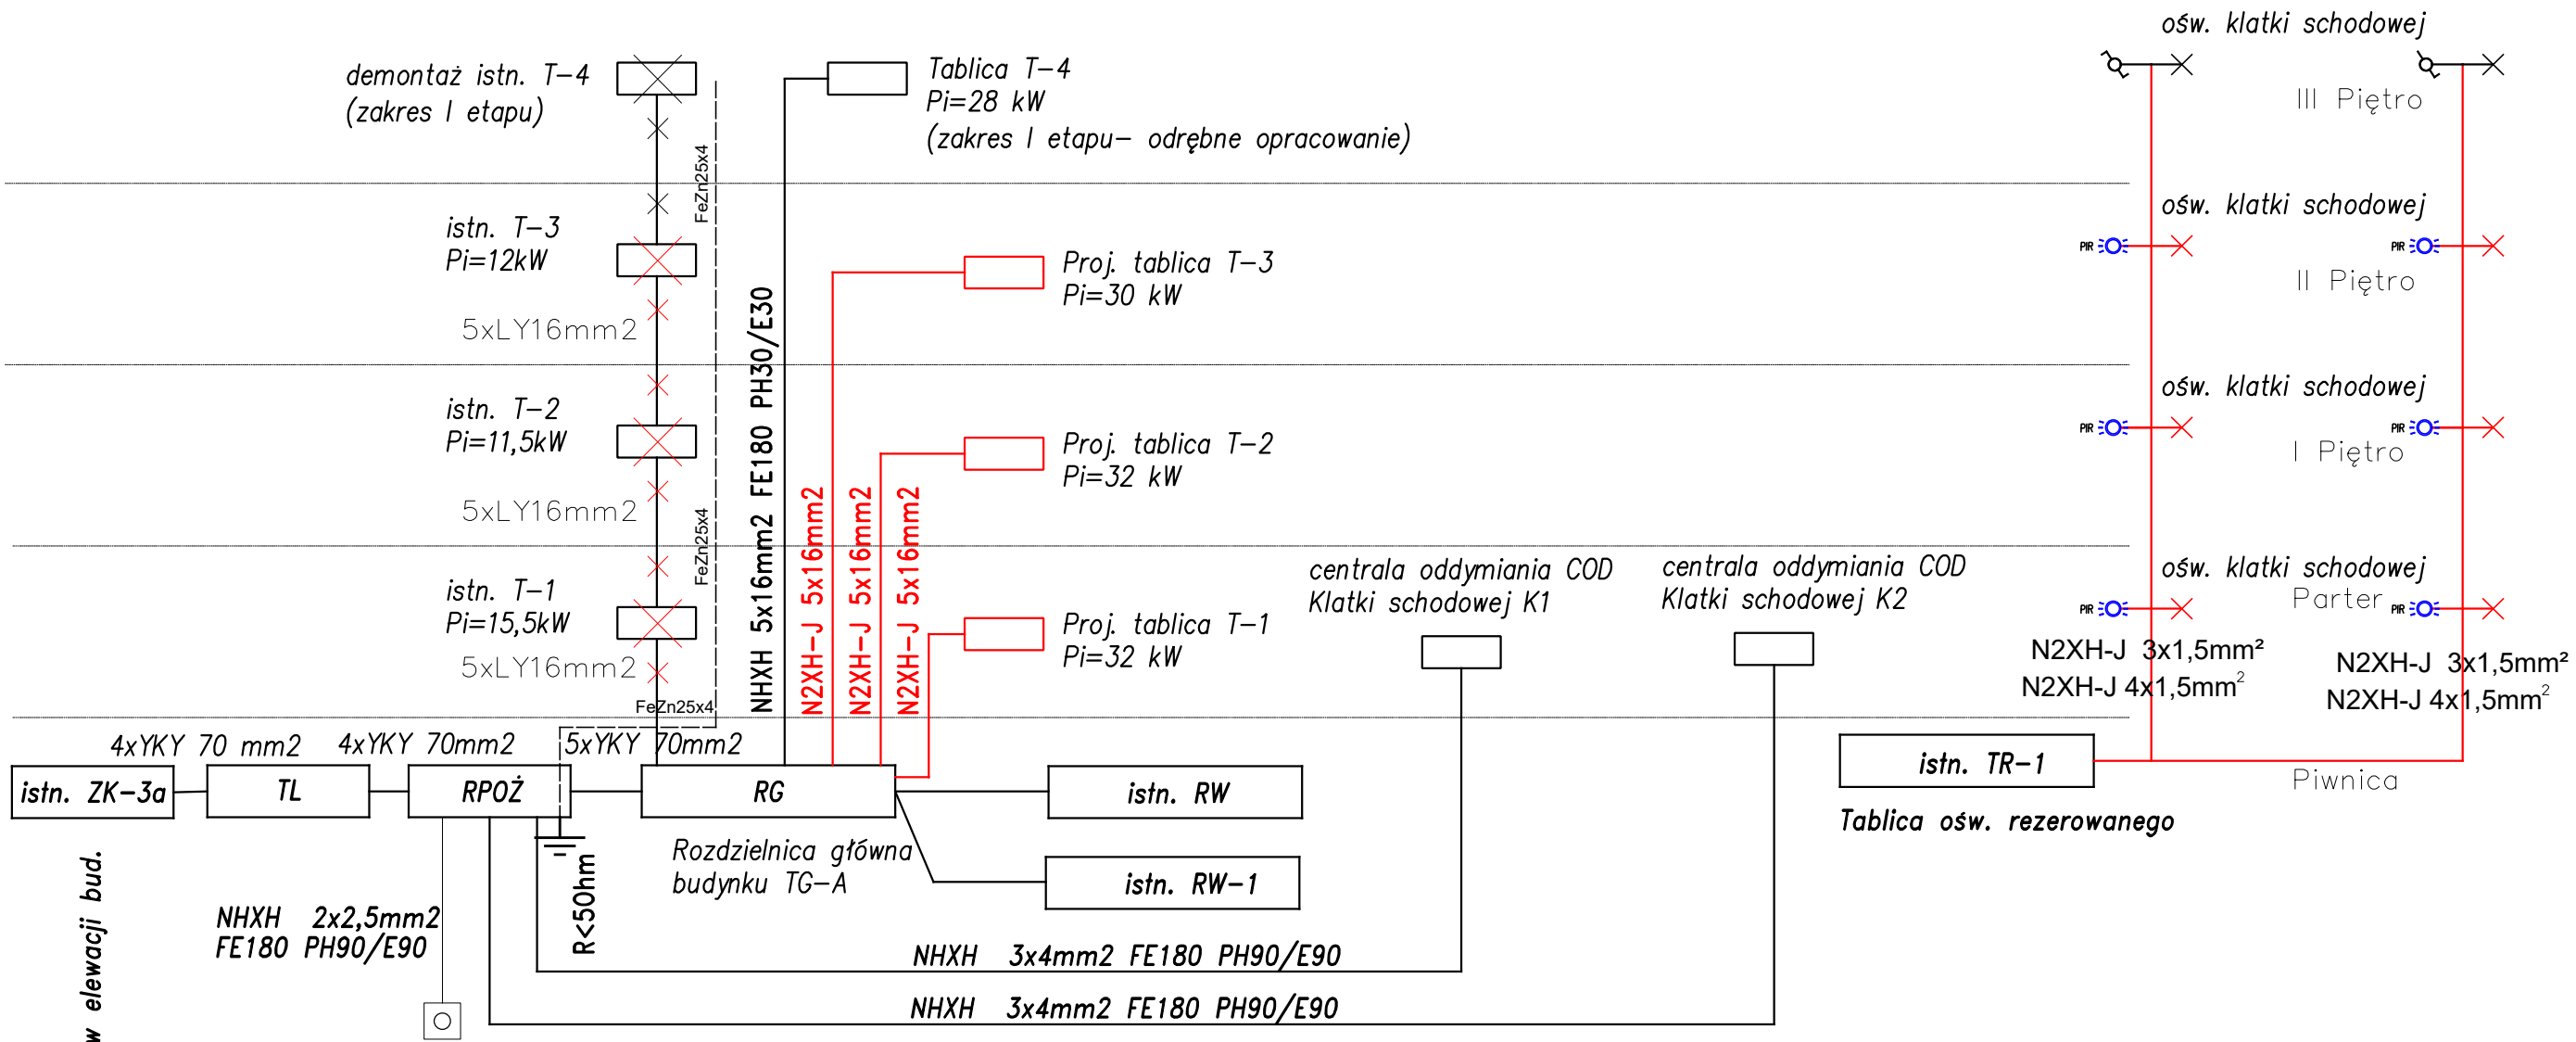 ośw. klatki schodowej
demontaż istn. T-4
(zakres I etapu)
Tablica T-4
Pi=28 kW
(zakres I etapu- odrębne opracowanie)
III Piętro
FeZn25x4
istn. T-3
Pi=12kW
5xLY16mm2
NHXH 5x16mm2 FE180 PH30/E30
Proj. tablica T-3
Pi=30 kW
ośw. klatki schodowej
PIR
PIR
II Piętro
istn. T-2
Pi=11,5kW
5xLY16mm2
Proj. tablica T-2
Pi=32 kW
ośw. klatki schodowej
PIR
PIR
I Piętro
FeZn25x4
N2XH-J 5x16mm2
N2XH-J 5x16mm2
N2XH-J 5x16mm2
istn. T-1
Pi=15,5kW
5xLY16mm2
FeZn25x4
Proj. tablica T-1
Pi=32 kW
centrala oddymiania COD
Klatki schodowej K1
centrala oddymiania COD
Klatki schodowej K2
ośw. klatki schodowej
PIR
Parter
PIR
N2XH-J 3x1,5mm²
N2XH-J 4x1,5mm²
N2XH-J 3x1,5mm²
N2XH-J 4x1,5mm²
4xYKY 70 mm2
4xYKY 70mm2
5xYKY 70mm2
istn. ZK-3a
TL
RPOŻ
RG
istn. RW
istn. TR-1
Piwnica
Tablica ośw. rezerowanego
Rozdzielnica główna
budynku TG-A
istn. RW-1
w elewacji bud.
NHXH 2x2,5mm2
FE180 PH90/E90
R<50hm
NHXH 3x4mm2 FE180 PH90/E90
NHXH 3x4mm2 FE180 PH90/E90